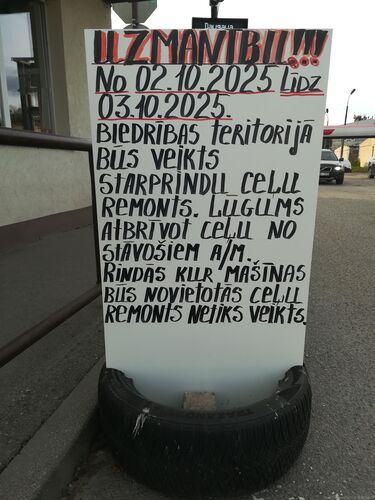 UZMANĪBU!!!
No 02.10.2025 Līdz
03.10.2025.
BIEDRĪBAS TERITORIJĀ
BŪS VEIKTS
STARPRINDU CEĻU
REMONTS. LŪGUMS
ATBRĪVOT CEĻU NO
STĀVOŠIEM A/M.
RINDĀS KUR MAŠĪNAS
BŪS NOVIETOTAS CEĻU
REMONTS NETIKS VEIKTS.